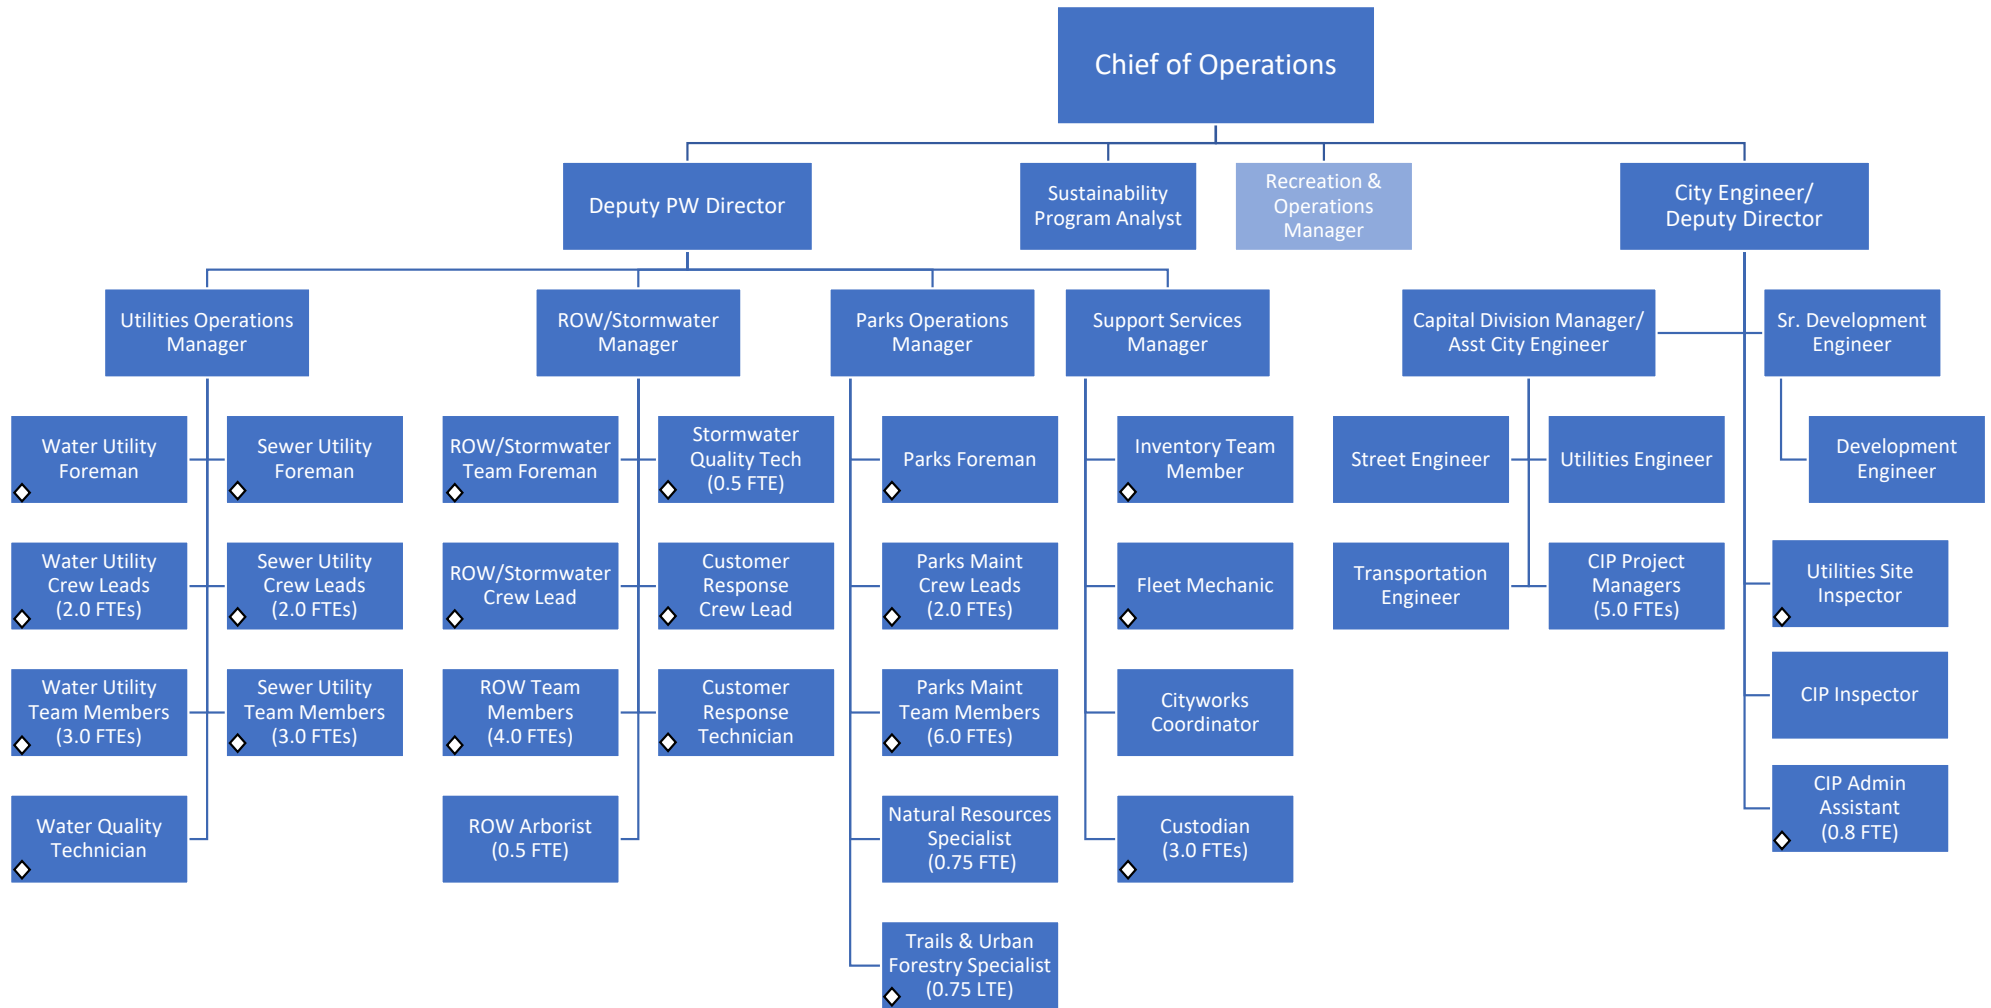 Chief of Operations
Deputy PW Director
Sustainability
Program Analyst
Recreation &
Operations
Manager
City Engineer/
Deputy Director
Utilities Operations
Manager
ROW/Stormwater
Manager
Parks Operations
Manager
Support Services
Manager
Capital Division Manager/
Asst City Engineer
Sr. Development
Engineer
Water Utility
Foreman
Sewer Utility
Foreman
ROW/Stormwater
Team Foreman
Stormwater
Quality Tech
(0.5 FTE)
Parks Foreman
Inventory Team
Member
Street Engineer
Utilities Engineer
Development
Engineer
Water Utility
Crew Leads
(2.0 FTEs)
Sewer Utility
Crew Leads
(2.0 FTEs)
ROW/Stormwater
Crew Lead
Customer
Response
Crew Lead
Parks Maint
Crew Leads
(2.0 FTEs)
Fleet Mechanic
Transportation
Engineer
CIP Project
Managers
(5.0 FTEs)
Utilities Site
Inspector
Water Utility
Team Members
(3.0 FTEs)
Sewer Utility
Team Members
(3.0 FTEs)
ROW Team
Members
(4.0 FTEs)
Customer
Response
Technician
Parks Maint
Team Members
(6.0 FTEs)
Cityworks
Coordinator
CIP Inspector
Water Quality
Technician
ROW Arborist
(0.5 FTE)
Natural Resources
Specialist
(0.75 FTE)
Custodian
(3.0 FTEs)
CIP Admin
Assistant
(0.8 FTE)
Trails & Urban
Forestry Specialist
(0.75 LTE)